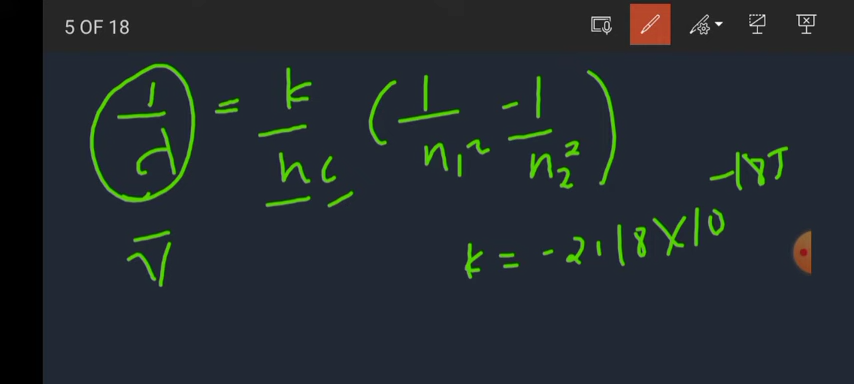 5 OF 18
1/λ = k/hc (1/n₁² - 1/n₂²)
ν̅
k = -2.18 × 10⁻¹⁸ J